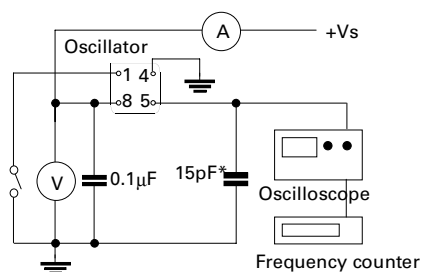 A
+Vs
Oscillator
1 4
8 5
V
0.1µF
15pF*
Oscilloscope
Frequency counter